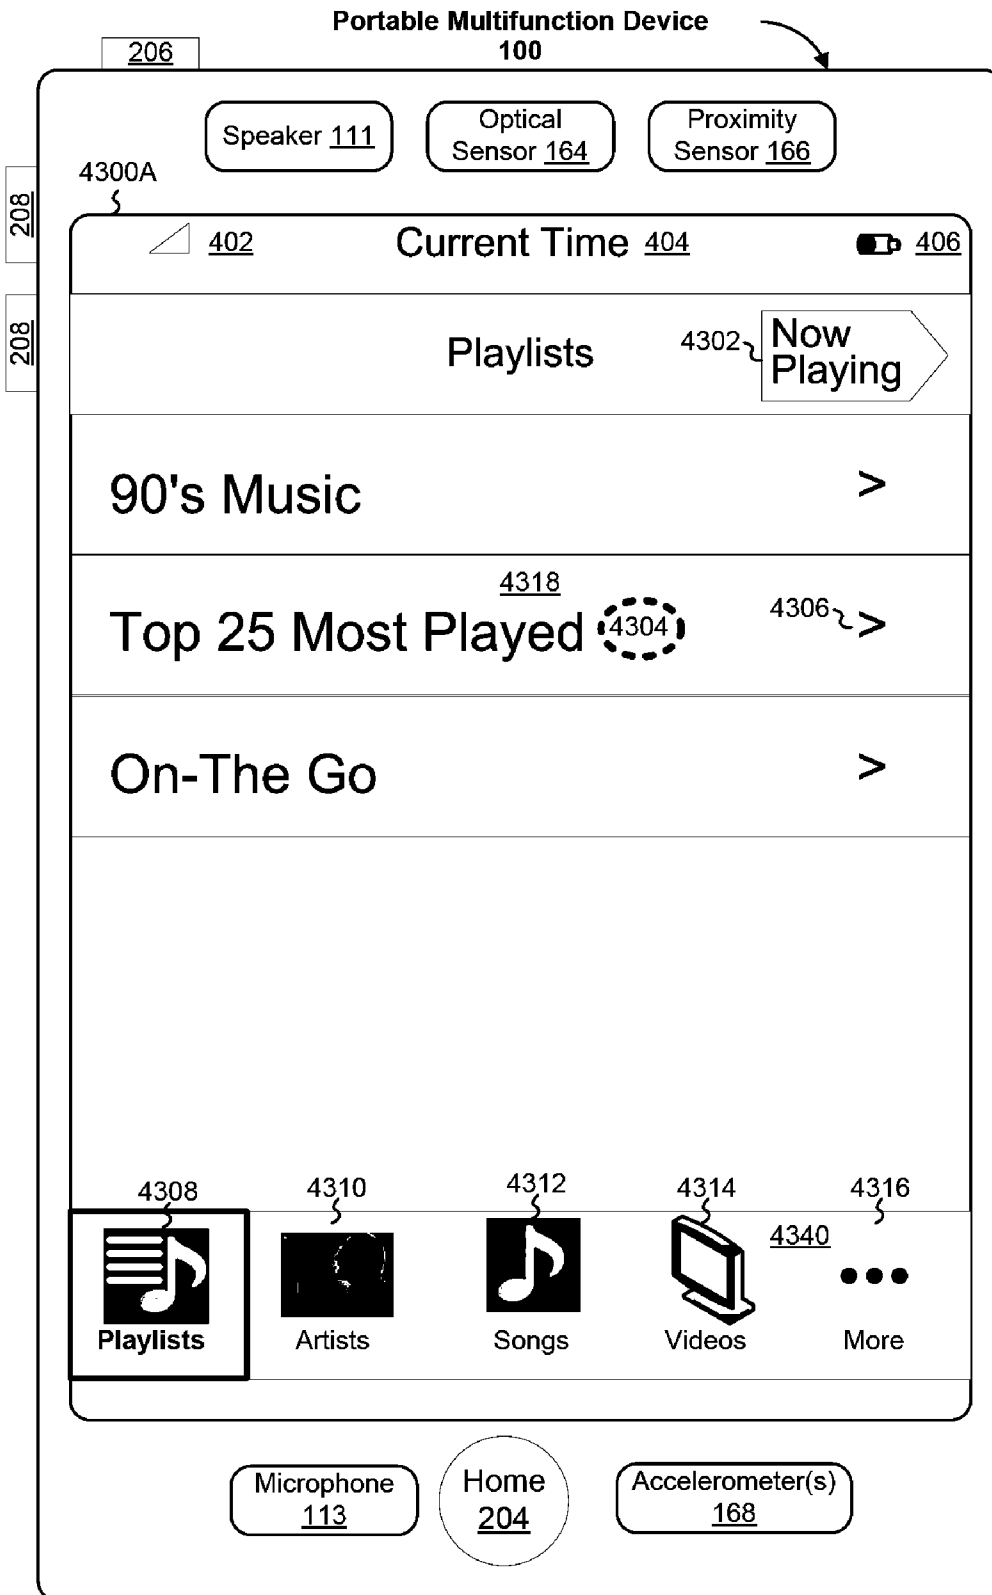 Portable Multifunction Device
100
206
Speaker 111
Optical
Sensor 164
Proximity
Sensor 166
208
208
4300A
402
Current Time 404
406
Playlists
4302
Now
Playing
90's Music
>
4318
Top 25 Most Played
4304
4306
>
On-The Go
>
4308
4310
4312
4314
4316
4340
Playlists
Artists
Songs
Videos
More
Microphone
113
Home
204
Accelerometer(s)
168